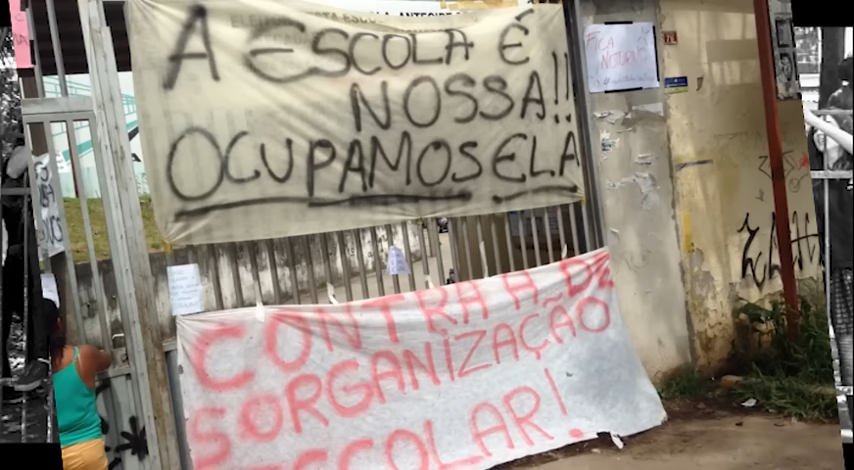 A ESCOLA É
NOSSA!!
OCUPAMOS ELA
FICA
NOTURNO
CONTRA A DE
SORGANIZAÇÃO
ESCOLAR!